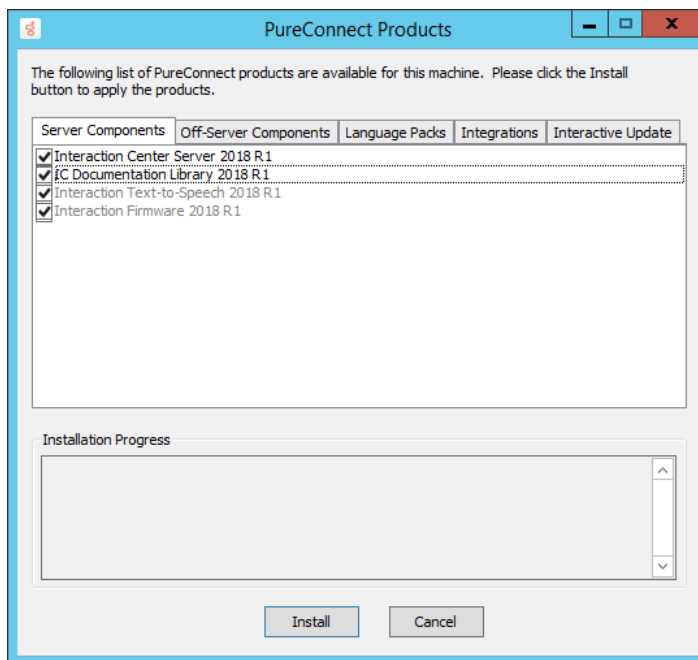 PureConnect Products
The following list of PureConnect products are available for this machine.  Please click the Install
button to apply the products.
Server Components
Off-Server Components
Language Packs
Integrations
Interactive Update
Interaction Center Server 2018 R1
IC Documentation Library 2018 R1
Interaction Text-to-Speech 2018 R1
Interaction Firmware 2018 R1
Installation Progress
Install
Cancel